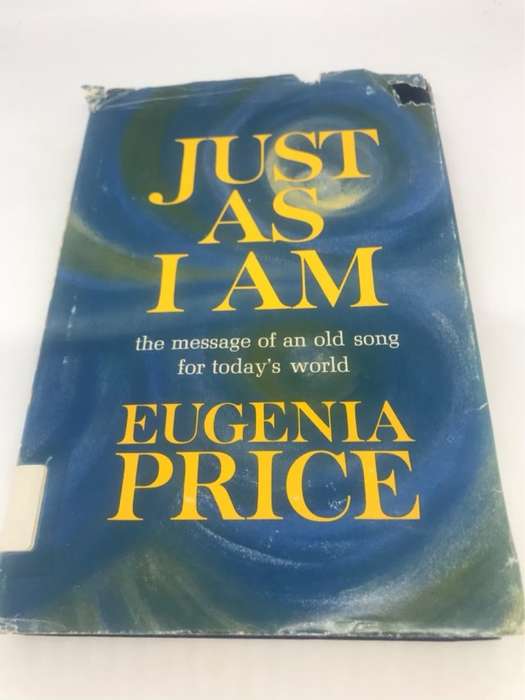 JUST
AS
I AM
the message of an old song
for today's world
EUGENIA
PRICE